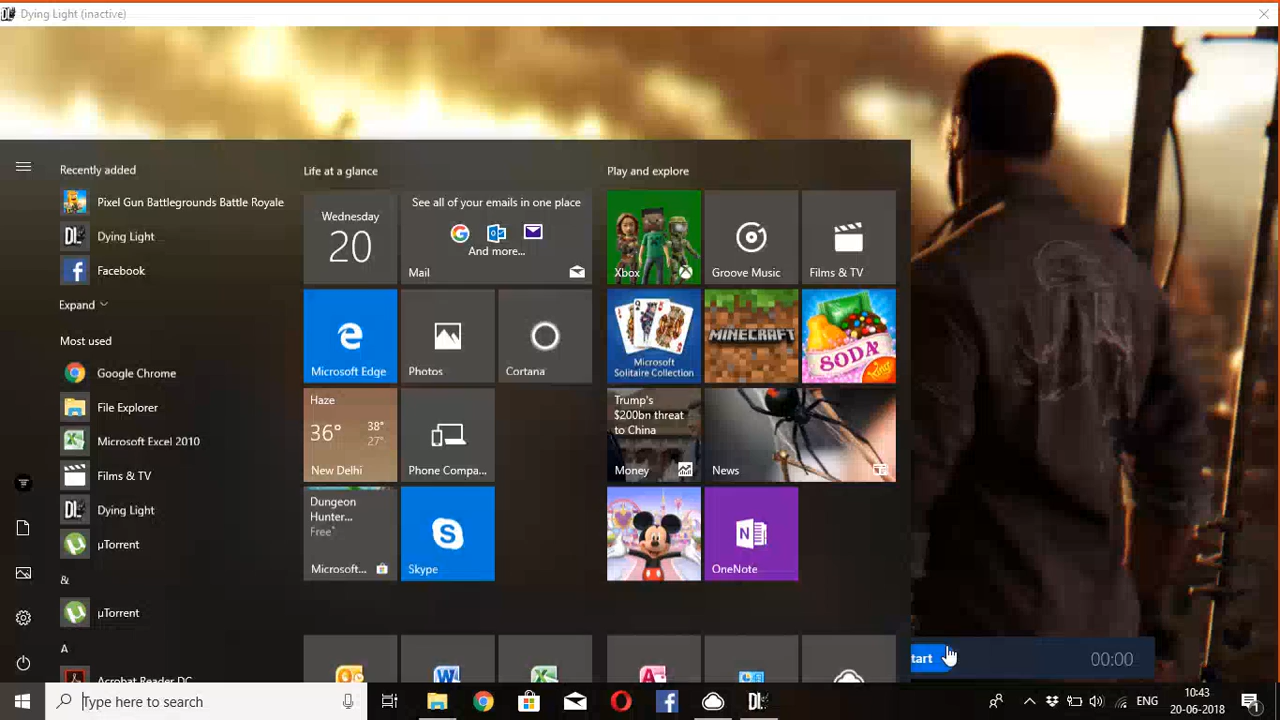 Dying Light (inactive)
Recently added
Pixel Gun Battlegrounds Battle Royale
Dying Light
Facebook
Expand
Most used
Google Chrome
File Explorer
Microsoft Excel 2010
Films & TV
Dying Light
µTorrent
&
µTorrent
A
Acrobat Reader DC
Life at a glance
Wednesday
20
See all of your emails in one place
And more...
Mail
Microsoft Edge
Photos
Cortana
Haze
36°
38°
27°
New Delhi
Phone Compa...
Dungeon
Hunter...
Free*
Microsoft...
Skype
Play and explore
Xbox
Groove Music
Films & TV
Microsoft
Solitaire Collection
MINECRAFT
SODA
King
Trump's
$200bn threat
to China
Money
News
OneNote
tart
00:00
Type here to search
ENG
10:43
20-06-2018